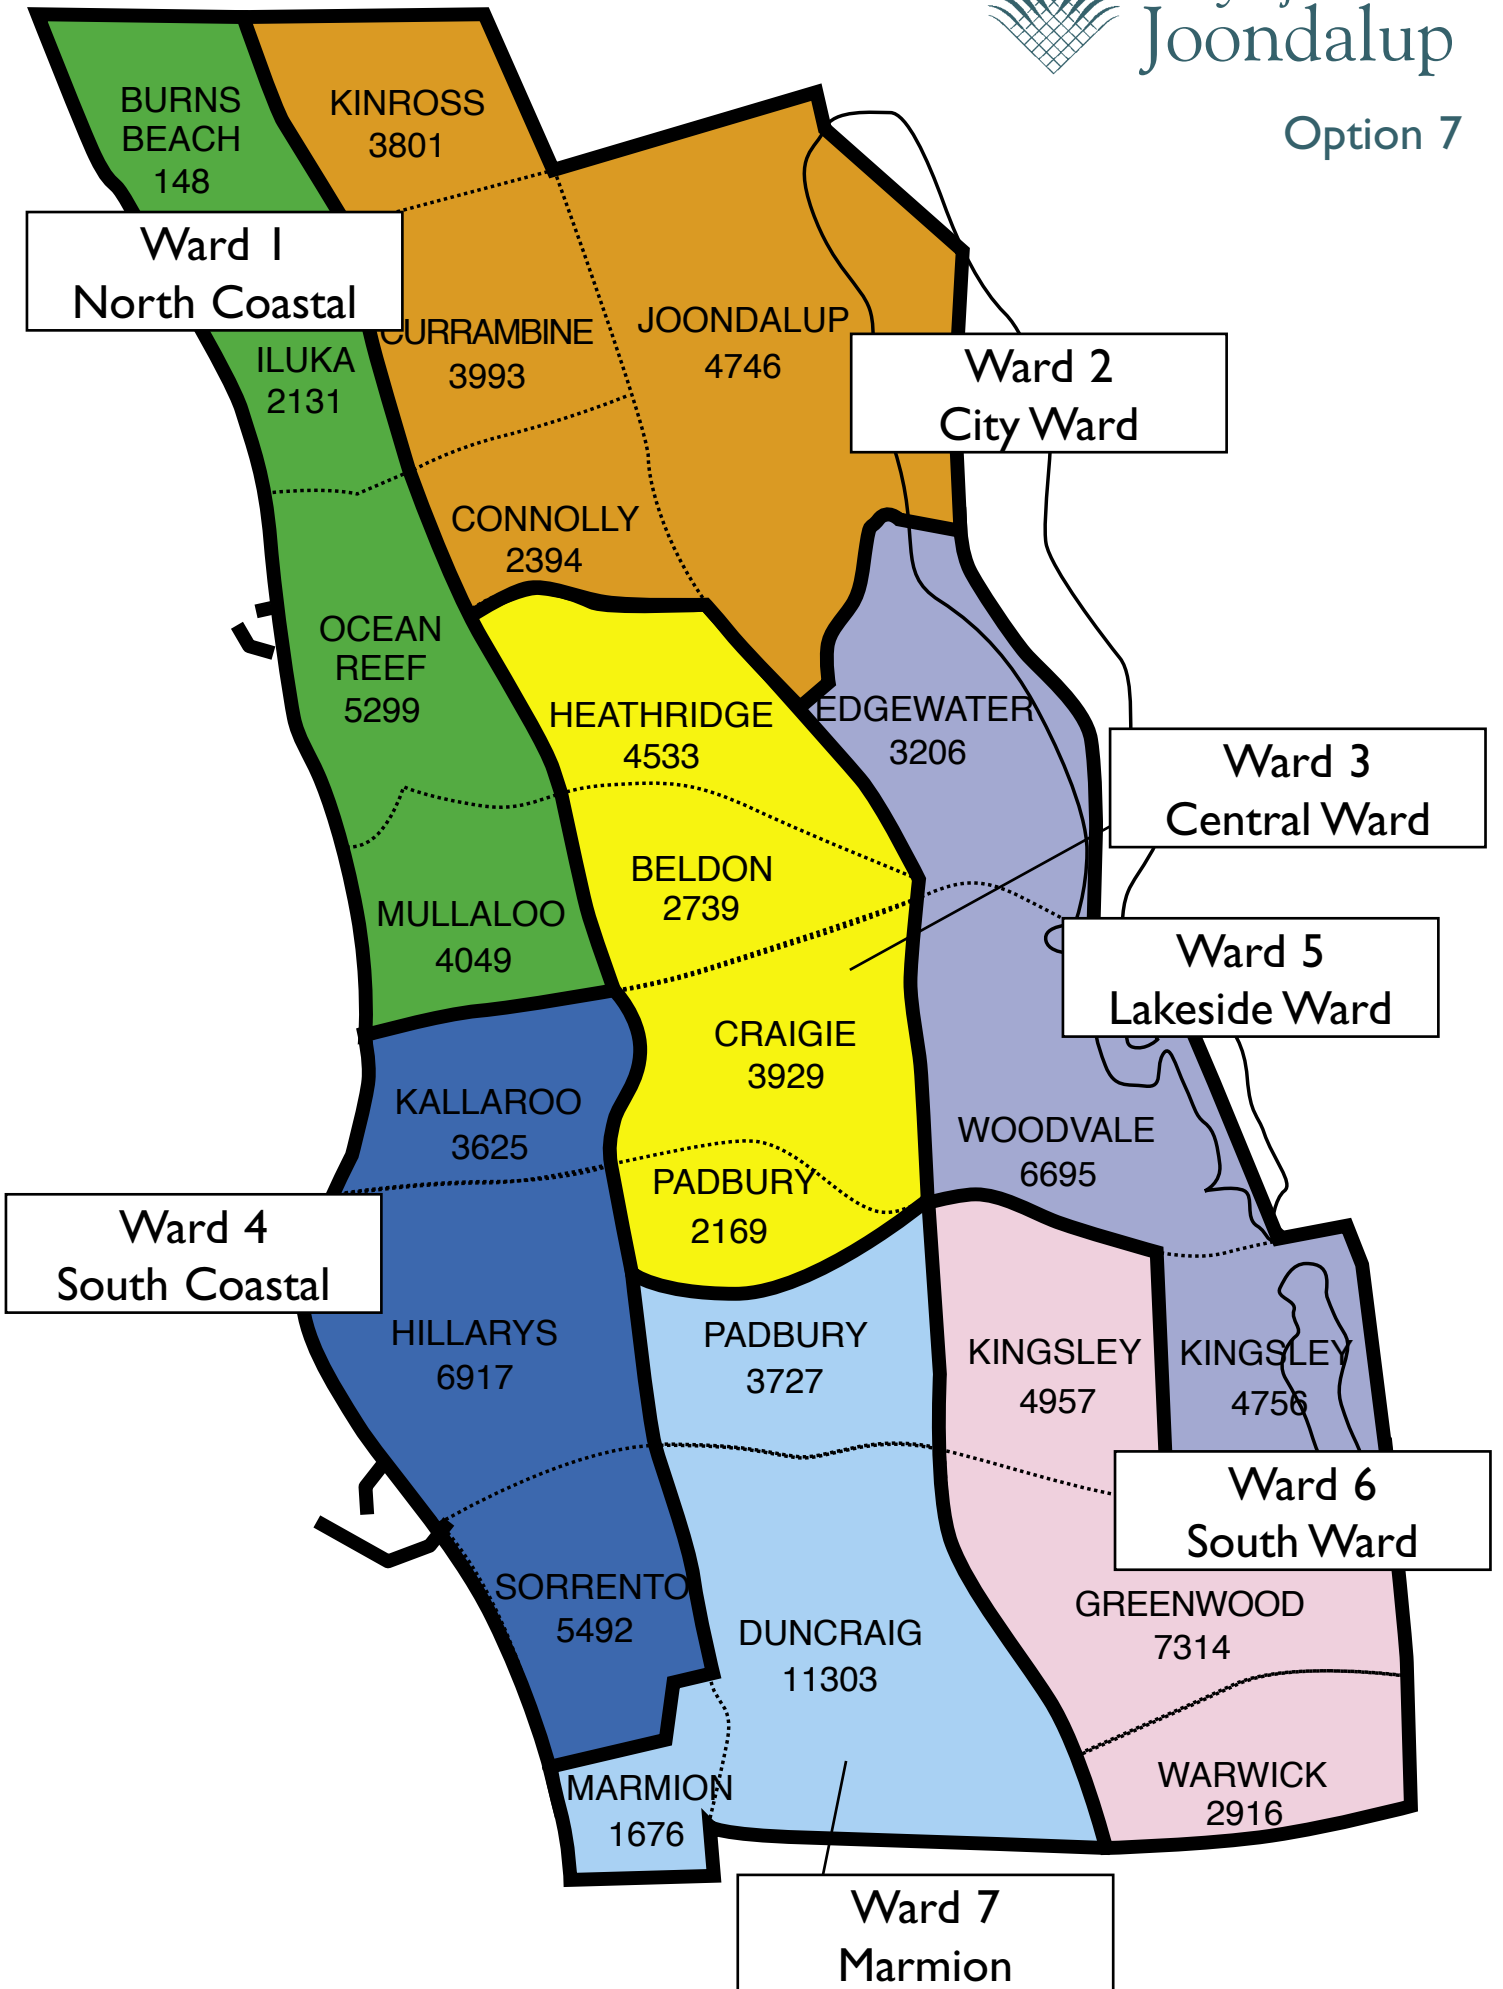 Joondalup
Option 7
BURNS
BEACH
148
KINROSS
3801
Ward 1
North Coastal
ILUKA
2131
CURRAMBINE
3993
JOONDALUP
4746
Ward 2
City Ward
CONNOLLY
2394
OCEAN
REEF
5299
HEATHRIDGE
4533
EDGEWATER
3206
Ward 3
Central Ward
BELDON
2739
MULLALOO
4049
Ward 5
Lakeside Ward
CRAIGIE
3929
KALLAROO
3625
WOODVALE
6695
PADBURY
2169
Ward 4
South Coastal
HILLARYS
6917
PADBURY
3727
KINGSLEY
4957
KINGSLEY
4756
Ward 6
South Ward
SORRENTO
5492
DUNCRAIG
11303
GREENWOOD
7314
MARMION
1676
WARWICK
2916
Ward 7
Marmion